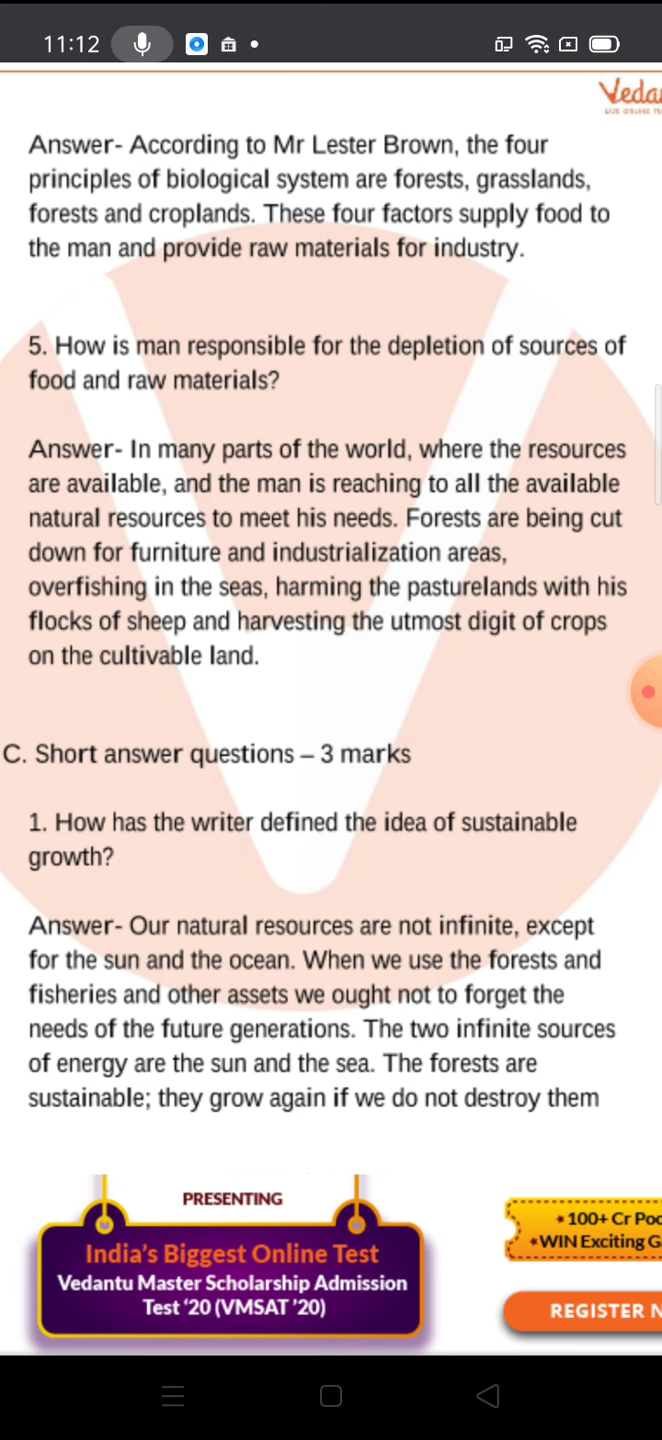 11:12
Answer- According to Mr Lester Brown, the four
principles of biological system are forests, grasslands,
forests and croplands. These four factors supply food to
the man and provide raw materials for industry.
5. How is man responsible for the depletion of sources of
food and raw materials?
Answer- In many parts of the world, where the resources
are available, and the man is reaching to all the available
natural resources to meet his needs. Forests are being cut
down for furniture and industrialization areas,
overfishing in the seas, harming the pasturelands with his
flocks of sheep and harvesting the utmost digit of crops
on the cultivable land.
C. Short answer questions – 3 marks
1. How has the writer defined the idea of sustainable
growth?
Answer- Our natural resources are not infinite, except
for the sun and the ocean. When we use the forests and
fisheries and other assets we ought not to forget the
needs of the future generations. The two infinite sources
of energy are the sun and the sea. The forests are
sustainable; they grow again if we do not destroy them
PRESENTING
India's Biggest Online Test
Vedantu Master Scholarship Admission
Test '20 (VMSAT '20)
* 100+ Cr
*WIN Exciting
REGISTER